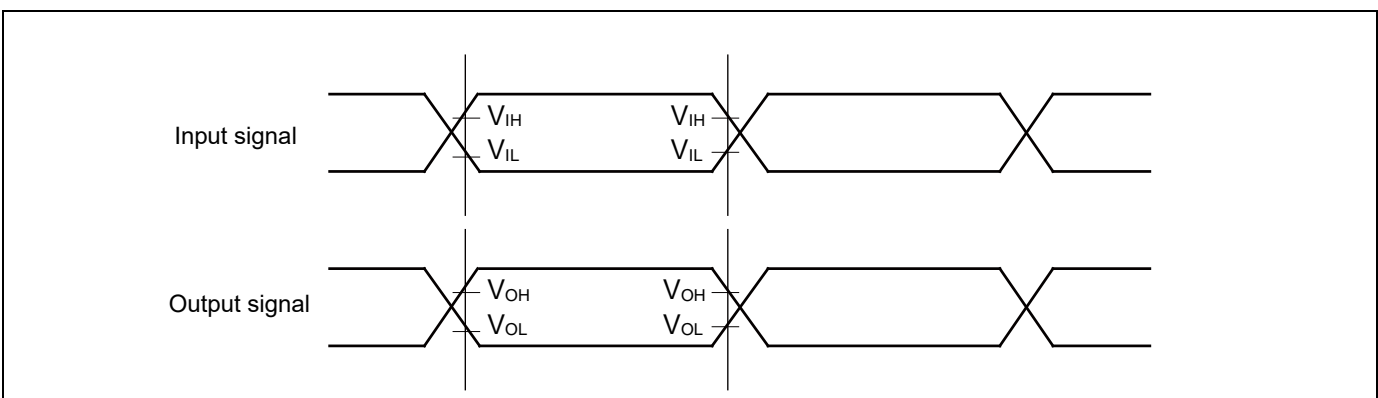 Input signal
VIH
VIH
VIL
VIL
Output signal
VOH
VOH
VOL
VOL